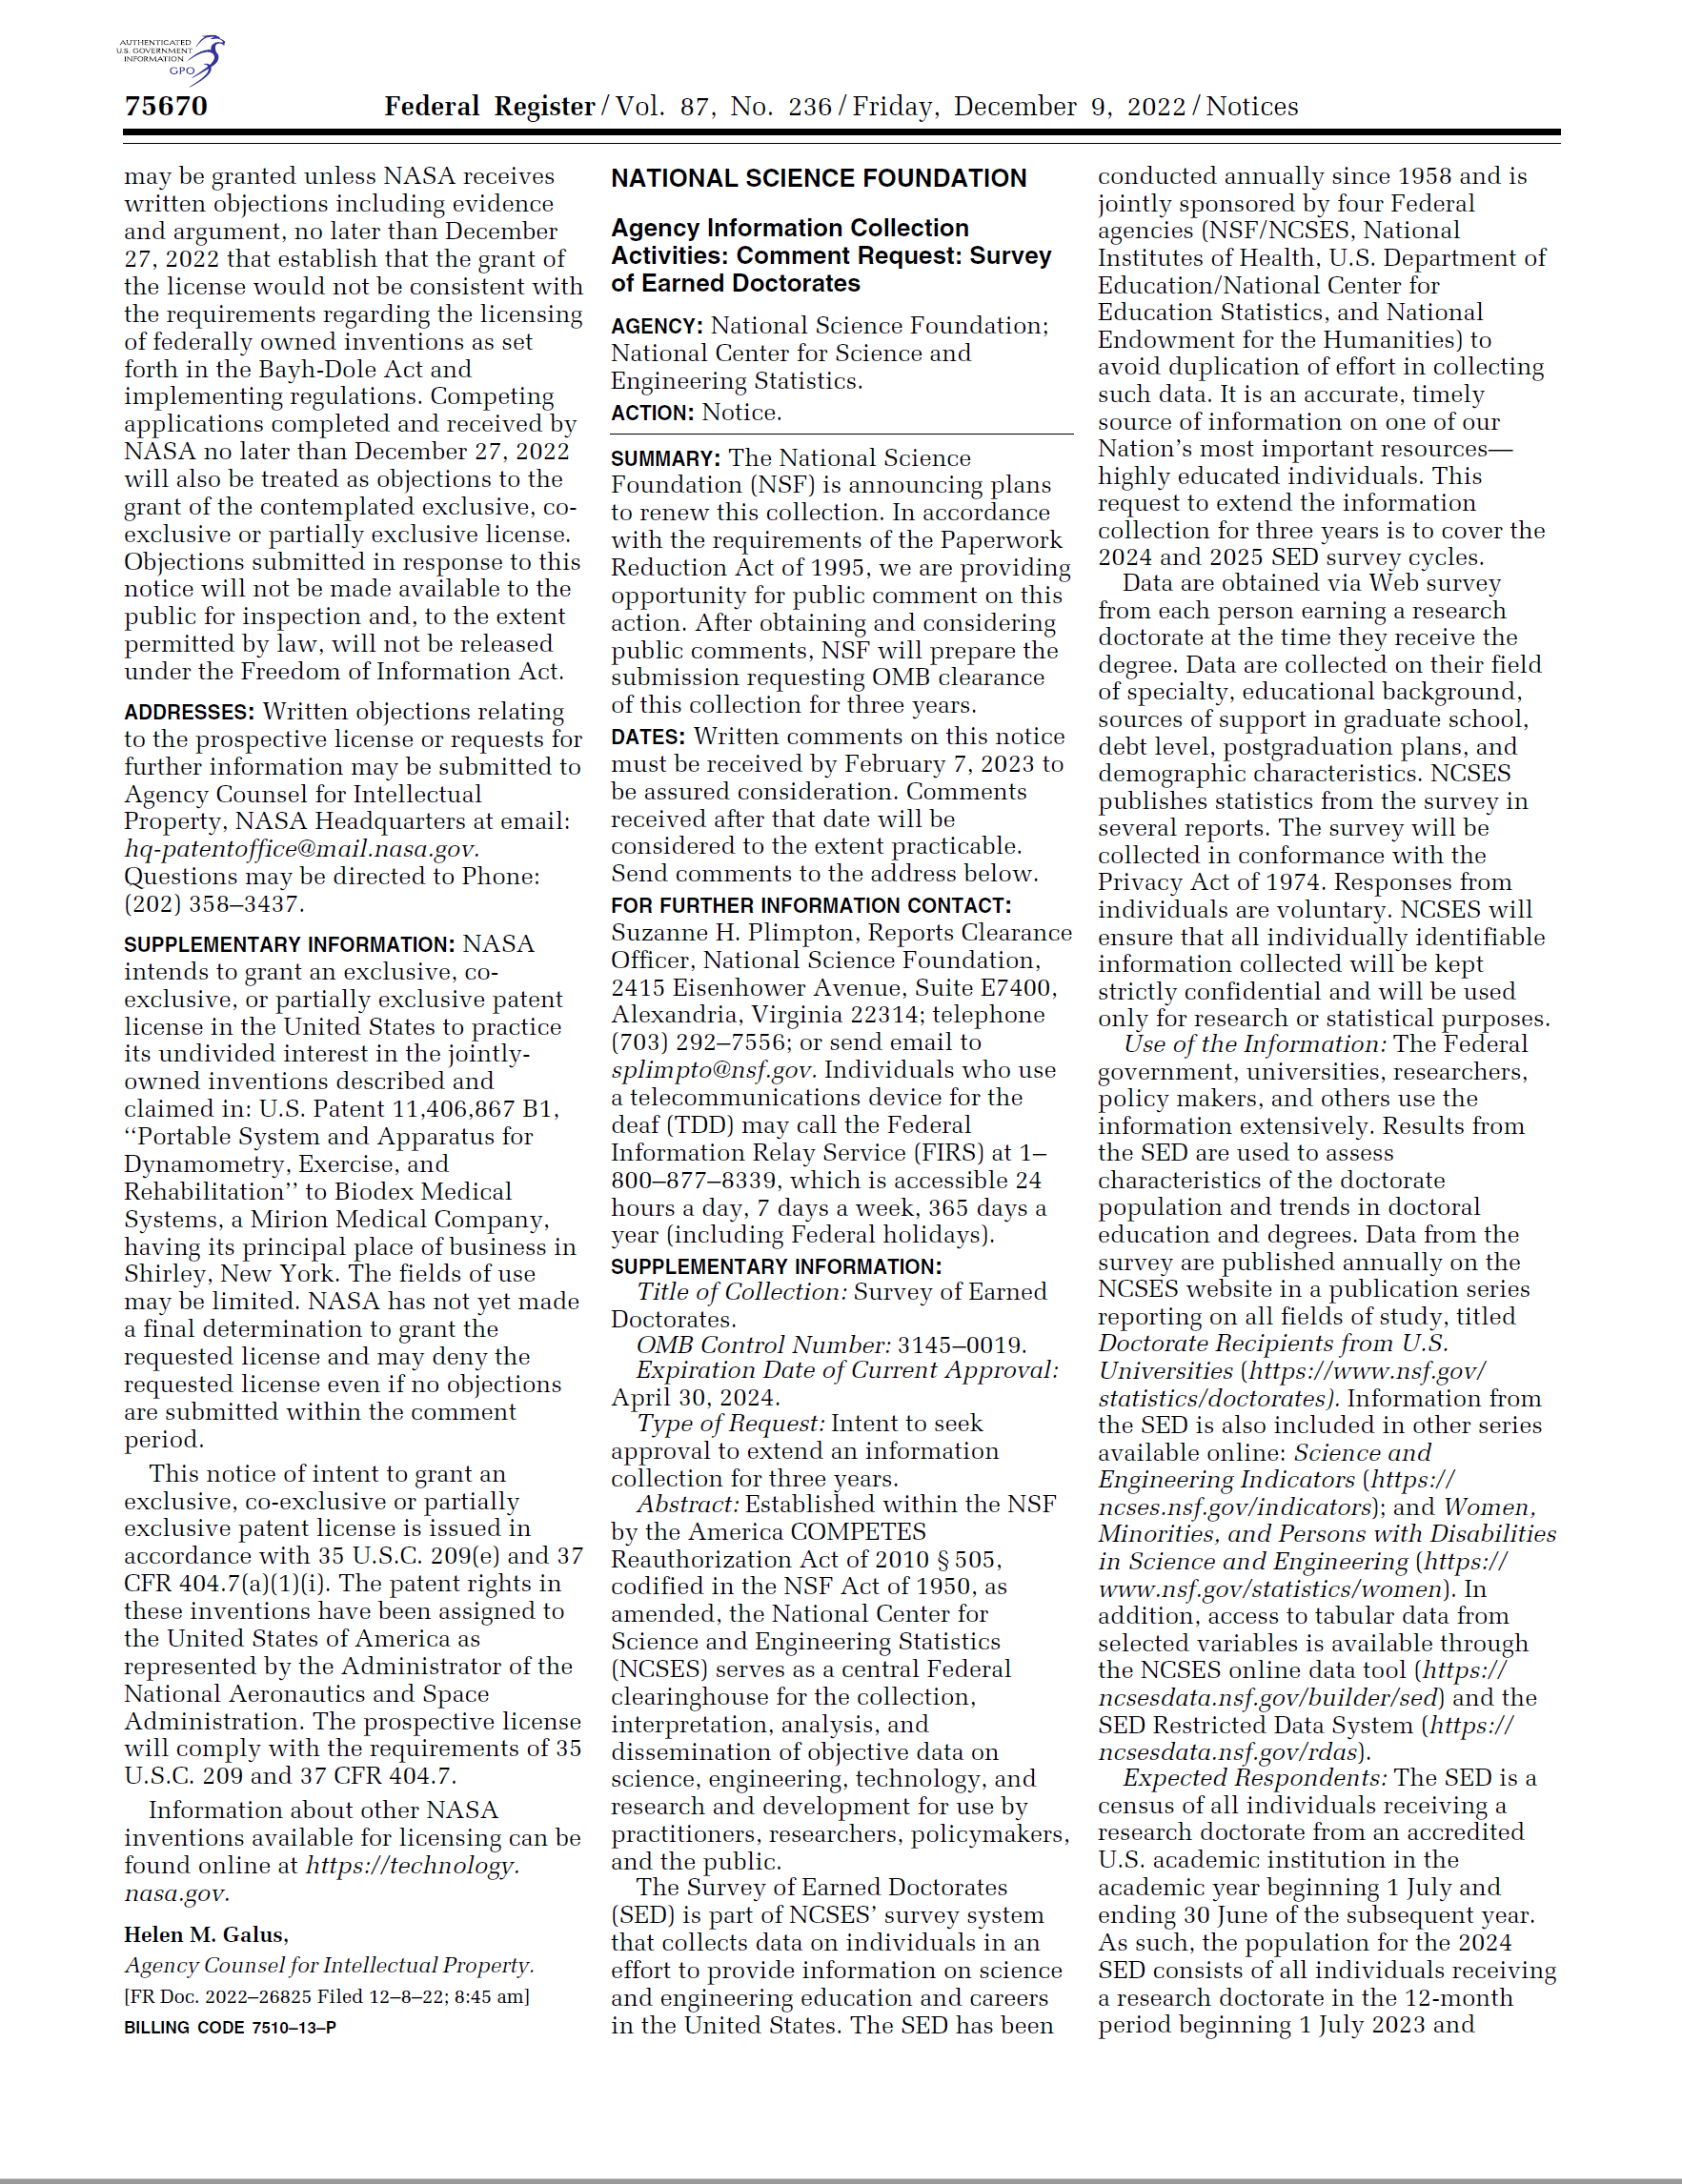 AUTHENTICATED
U.S. GOVERNMENT
INFORMATION
GPO
75670 Federal Register / Vol. 87, No. 236 / Friday, December 9, 2022 / Notices
may be granted unless NASA receives
written objections including evidence
and argument, no later than December
27, 2022 that establish that the grant of
the license would not be consistent with
the requirements regarding the licensing
of federally owned inventions as set
forth in the Bayh-Dole Act and
implementing regulations. Competing
applications completed and received by
NASA no later than December 27, 2022
will also be treated as objections to the
grant of the contemplated exclusive, co-
exclusive or partially exclusive license.
Objections submitted in response to this
notice will not be made available to the
public for inspection and, to the extent
permitted by law, will not be released
under the Freedom of Information Act.
ADDRESSES: Written objections relating
to the prospective license or requests for
further information may be submitted to
Agency Counsel for Intellectual
Property, NASA Headquarters at email:
hq-patentoffice@mail.nasa.gov.
Questions may be directed to Phone:
(202) 358–3437.
SUPPLEMENTARY INFORMATION: NASA
intends to grant an exclusive, co-
exclusive, or partially exclusive patent
license in the United States to practice
its undivided interest in the jointly-
owned inventions described and
claimed in: U.S. Patent 11,406,867 B1,
‘‘Portable System and Apparatus for
Dynamometry, Exercise, and
Rehabilitation’’ to Biodex Medical
Systems, a Mirion Medical Company,
having its principal place of business in
Shirley, New York. The fields of use
may be limited. NASA has not yet made
a final determination to grant the
requested license and may deny the
requested license even if no objections
are submitted within the comment
period.
This notice of intent to grant an
exclusive, co-exclusive or partially
exclusive patent license is issued in
accordance with 35 U.S.C. 209(e) and 37
CFR 404.7(a)(1)(i). The patent rights in
these inventions have been assigned to
the United States of America as
represented by the Administrator of the
National Aeronautics and Space
Administration. The prospective license
will comply with the requirements of 35
U.S.C. 209 and 37 CFR 404.7.
Information about other NASA
inventions available for licensing can be
found online at https://technology.
nasa.gov.
Helen M. Galus,
Agency Counsel for Intellectual Property.
[FR Doc. 2022–26825 Filed 12–8–22; 8:45 am]
BILLING CODE 7510–13–P
NATIONAL SCIENCE FOUNDATION
Agency Information Collection
Activities: Comment Request: Survey
of Earned Doctorates
AGENCY: National Science Foundation;
National Center for Science and
Engineering Statistics.
ACTION: Notice.
SUMMARY: The National Science
Foundation (NSF) is announcing plans
to renew this collection. In accordance
with the requirements of the Paperwork
Reduction Act of 1995, we are providing
opportunity for public comment on this
action. After obtaining and considering
public comments, NSF will prepare the
submission requesting OMB clearance
of this collection for three years.
DATES: Written comments on this notice
must be received by February 7, 2023 to
be assured consideration. Comments
received after that date will be
considered to the extent practicable.
Send comments to the address below.
FOR FURTHER INFORMATION CONTACT:
Suzanne H. Plimpton, Reports Clearance
Officer, National Science Foundation,
2415 Eisenhower Avenue, Suite E7400,
Alexandria, Virginia 22314; telephone
(703) 292–7556; or send email to
splimpto@nsf.gov. Individuals who use
a telecommunications device for the
deaf (TDD) may call the Federal
Information Relay Service (FIRS) at 1–
800–877–8339, which is accessible 24
hours a day, 7 days a week, 365 days a
year (including Federal holidays).
SUPPLEMENTARY INFORMATION:
Title of Collection: Survey of Earned
Doctorates.
OMB Control Number: 3145–0019.
Expiration Date of Current Approval:
April 30, 2024.
Type of Request: Intent to seek
approval to extend an information
collection for three years.
Abstract: Established within the NSF
by the America COMPETES
Reauthorization Act of 2010 § 505,
codified in the NSF Act of 1950, as
amended, the National Center for
Science and Engineering Statistics
(NCSES) serves as a central Federal
clearinghouse for the collection,
interpretation, analysis, and
dissemination of objective data on
science, engineering, technology, and
research and development for use by
practitioners, researchers, policymakers,
and the public.
The Survey of Earned Doctorates
(SED) is part of NCSES’ survey system
that collects data on individuals in an
effort to provide information on science
and engineering education and careers
in the United States. The SED has been
conducted annually since 1958 and is
jointly sponsored by four Federal
agencies (NSF/NCSES, National
Institutes of Health, U.S. Department of
Education/National Center for
Education Statistics, and National
Endowment for the Humanities) to
avoid duplication of effort in collecting
such data. It is an accurate, timely
source of information on one of our
Nation’s most important resources—
highly educated individuals. This
request to extend the information
collection for three years is to cover the
2024 and 2025 SED survey cycles.
Data are obtained via Web survey
from each person earning a research
doctorate at the time they receive the
degree. Data are collected on their field
of specialty, educational background,
sources of support in graduate school,
debt level, postgraduation plans, and
demographic characteristics. NCSES
publishes statistics from the survey in
several reports. The survey will be
collected in conformance with the
Privacy Act of 1974. Responses from
individuals are voluntary. NCSES will
ensure that all individually identifiable
information collected will be kept
strictly confidential and will be used
only for research or statistical purposes.
Use of the Information: The Federal
government, universities, researchers,
policy makers, and others use the
information extensively. Results from
the SED are used to assess
characteristics of the doctorate
population and trends in doctoral
education and degrees. Data from the
survey are published annually on the
NCSES website in a publication series
reporting on all fields of study, titled
Doctorate Recipients from U.S.
Universities (https://www.nsf.gov/
statistics/doctorates). Information from
the SED is also included in other series
available online: Science and
Engineering Indicators (https://
ncses.nsf.gov/indicators); and Women,
Minorities, and Persons with Disabilities
in Science and Engineering (https://
www.nsf.gov/statistics/women). In
addition, access to tabular data from
selected variables is available through
the NCSES online data tool (https://
ncsesdata.nsf.gov/builder/sed) and the
SED Restricted Data System (https://
ncsesdata.nsf.gov/rdas).
Expected Respondents: The SED is a
census of all individuals receiving a
research doctorate from an accredited
U.S. academic institution in the
academic year beginning 1 July and
ending 30 June of the subsequent year.
As such, the population for the 2024
SED consists of all individuals receiving
a research doctorate in the 12-month
period beginning 1 July 2023 and